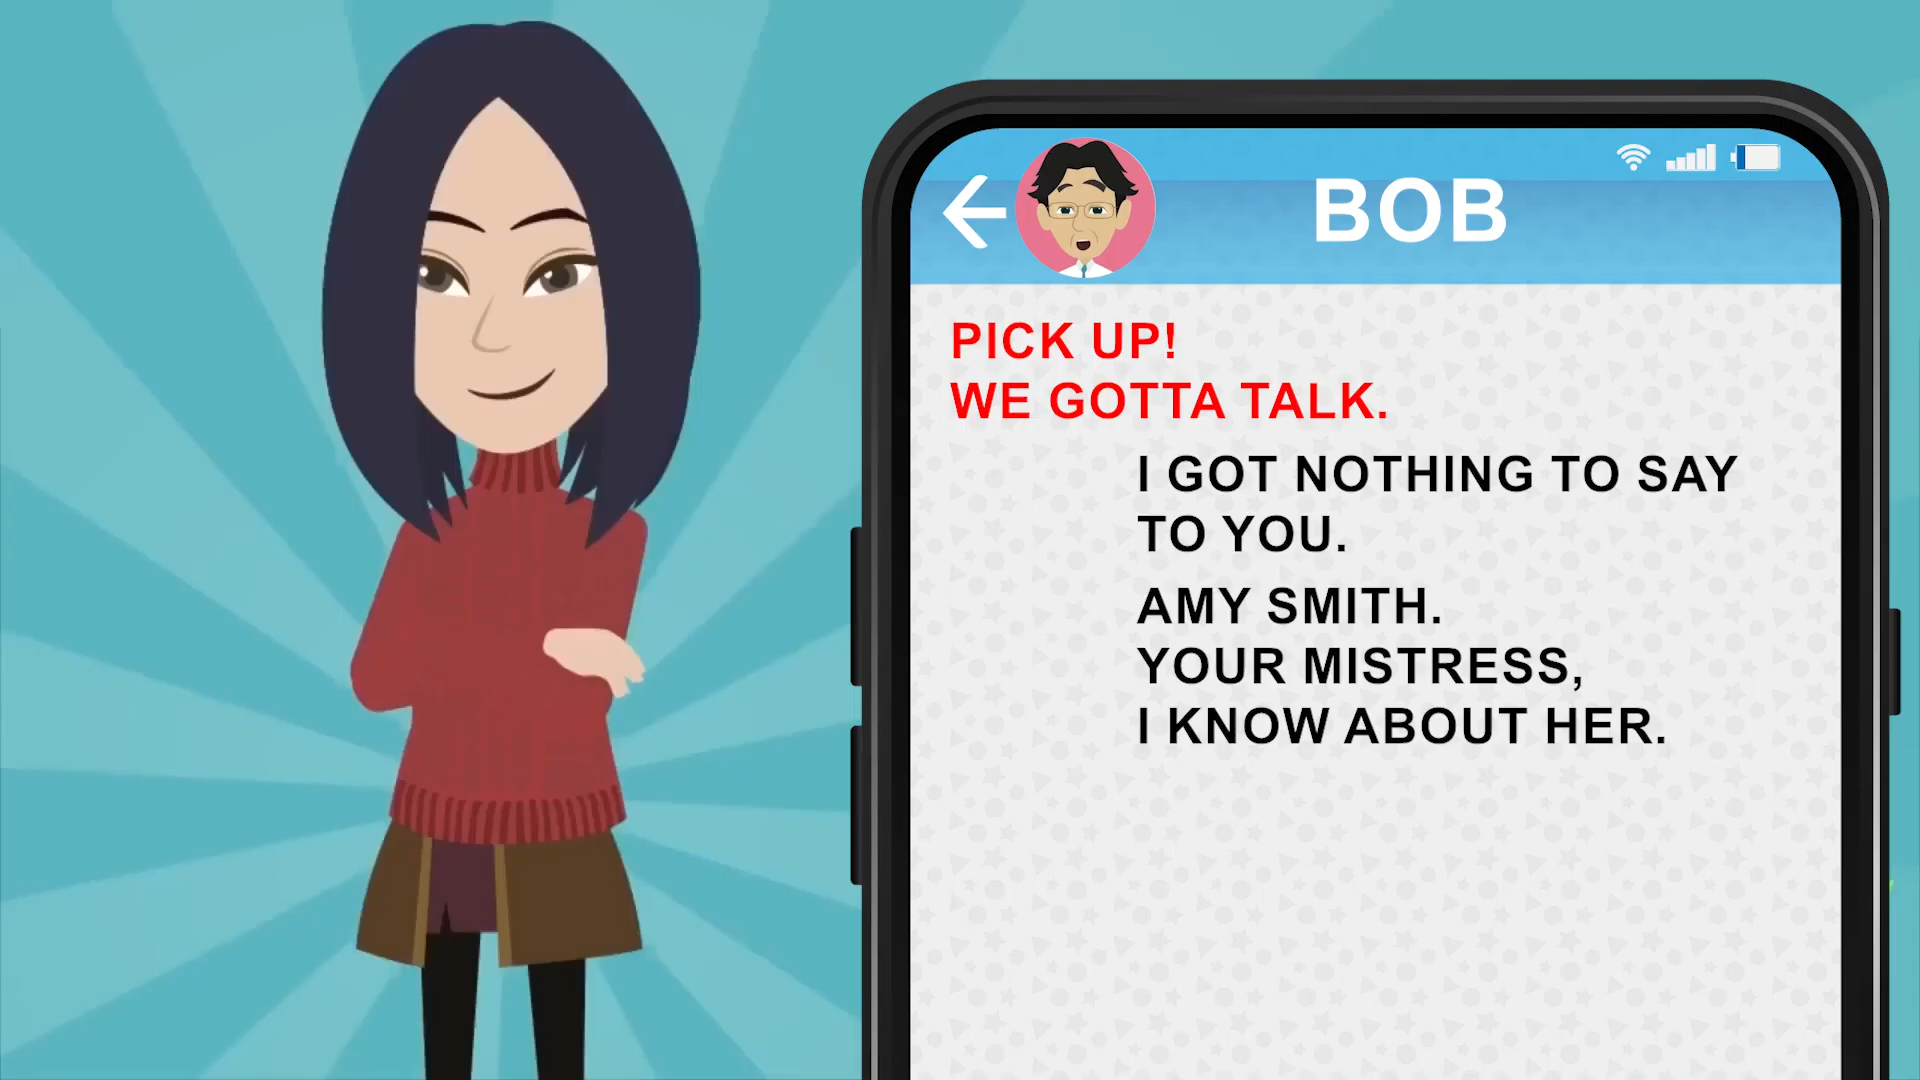 BOB
PICK UP!
WE GOTTA TALK.
I GOT NOTHING TO SAY
TO YOU.
AMY SMITH.
YOUR MISTRESS,
I KNOW ABOUT HER.